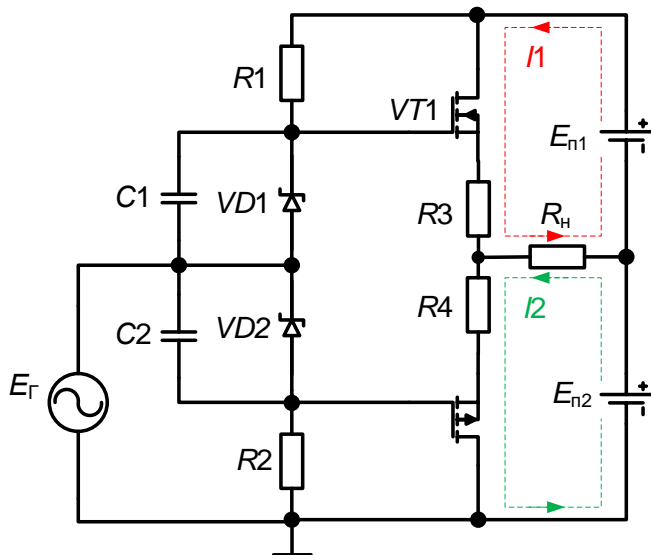 R1
VT1
I1
Eп1
+
C1
VD1
R3
Rн
C2
VD2
R4
I2
EГ
R2
Eп2
+